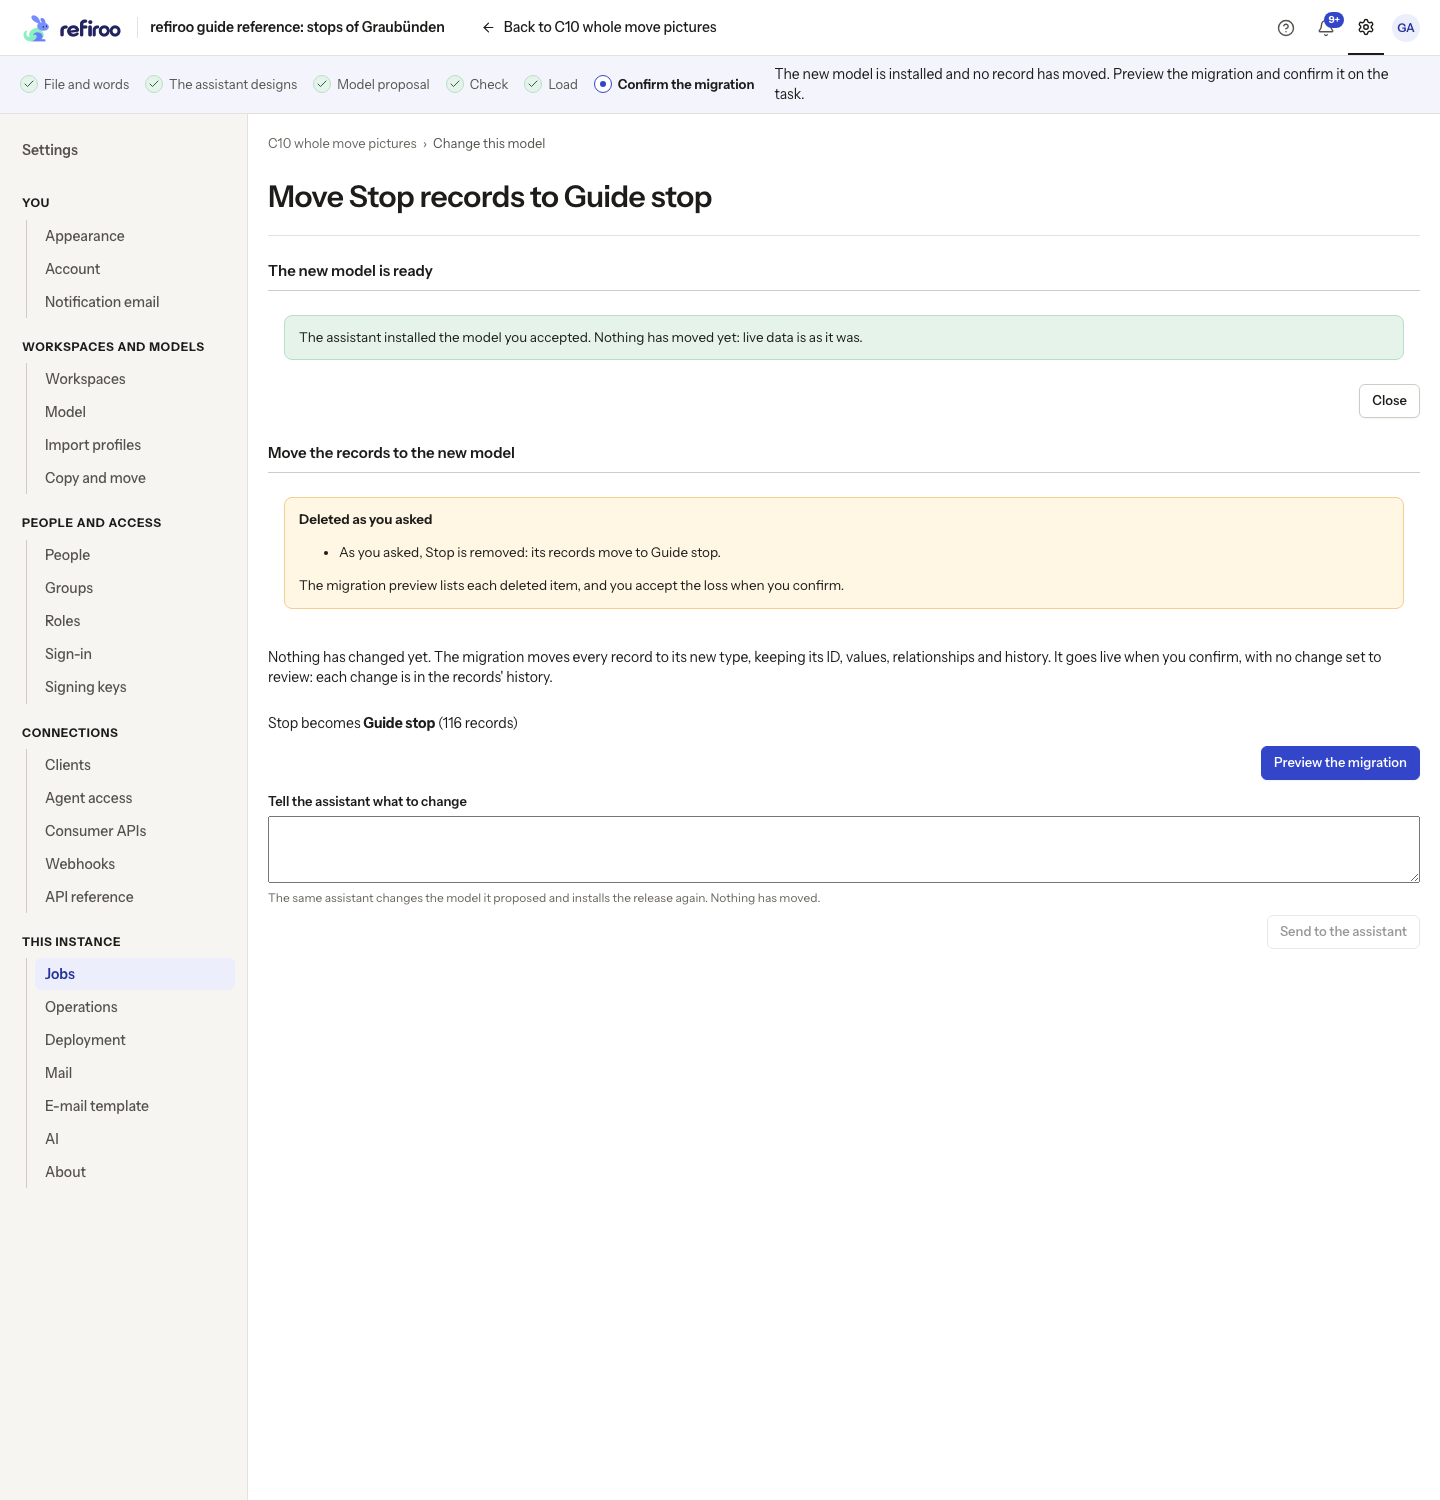 refiroo
refiroo guide reference: stops of Graubünden
← Back to C10 whole move pictures
9+
GA
File and words
The assistant designs
Model proposal
Check
Load
Confirm the migration
The new model is installed and no record has moved. Preview the migration and confirm it on the
task.
Settings
YOU
Appearance
Account
Notification email
WORKSPACES AND MODELS
Workspaces
Model
Import profiles
Copy and move
PEOPLE AND ACCESS
People
Groups
Roles
Sign-in
Signing keys
CONNECTIONS
Clients
Agent access
Consumer APIs
Webhooks
API reference
THIS INSTANCE
Jobs
Operations
Deployment
Mail
E-mail template
AI
About
C10 whole move pictures › Change this model
Move Stop records to Guide stop
The new model is ready
The assistant installed the model you accepted. Nothing has moved yet: live data is as it was.
Close
Move the records to the new model
Deleted as you asked
• As you asked, Stop is removed: its records move to Guide stop.
The migration preview lists each deleted item, and you accept the loss when you confirm.
Nothing has changed yet. The migration moves every record to its new type, keeping its ID, values, relationships and history. It goes live when you confirm, with no change set to
review: each change is in the records' history.
Stop becomes Guide stop (116 records)
Preview the migration
Tell the assistant what to change
The same assistant changes the model it proposed and installs the release again. Nothing has moved.
Send to the assistant